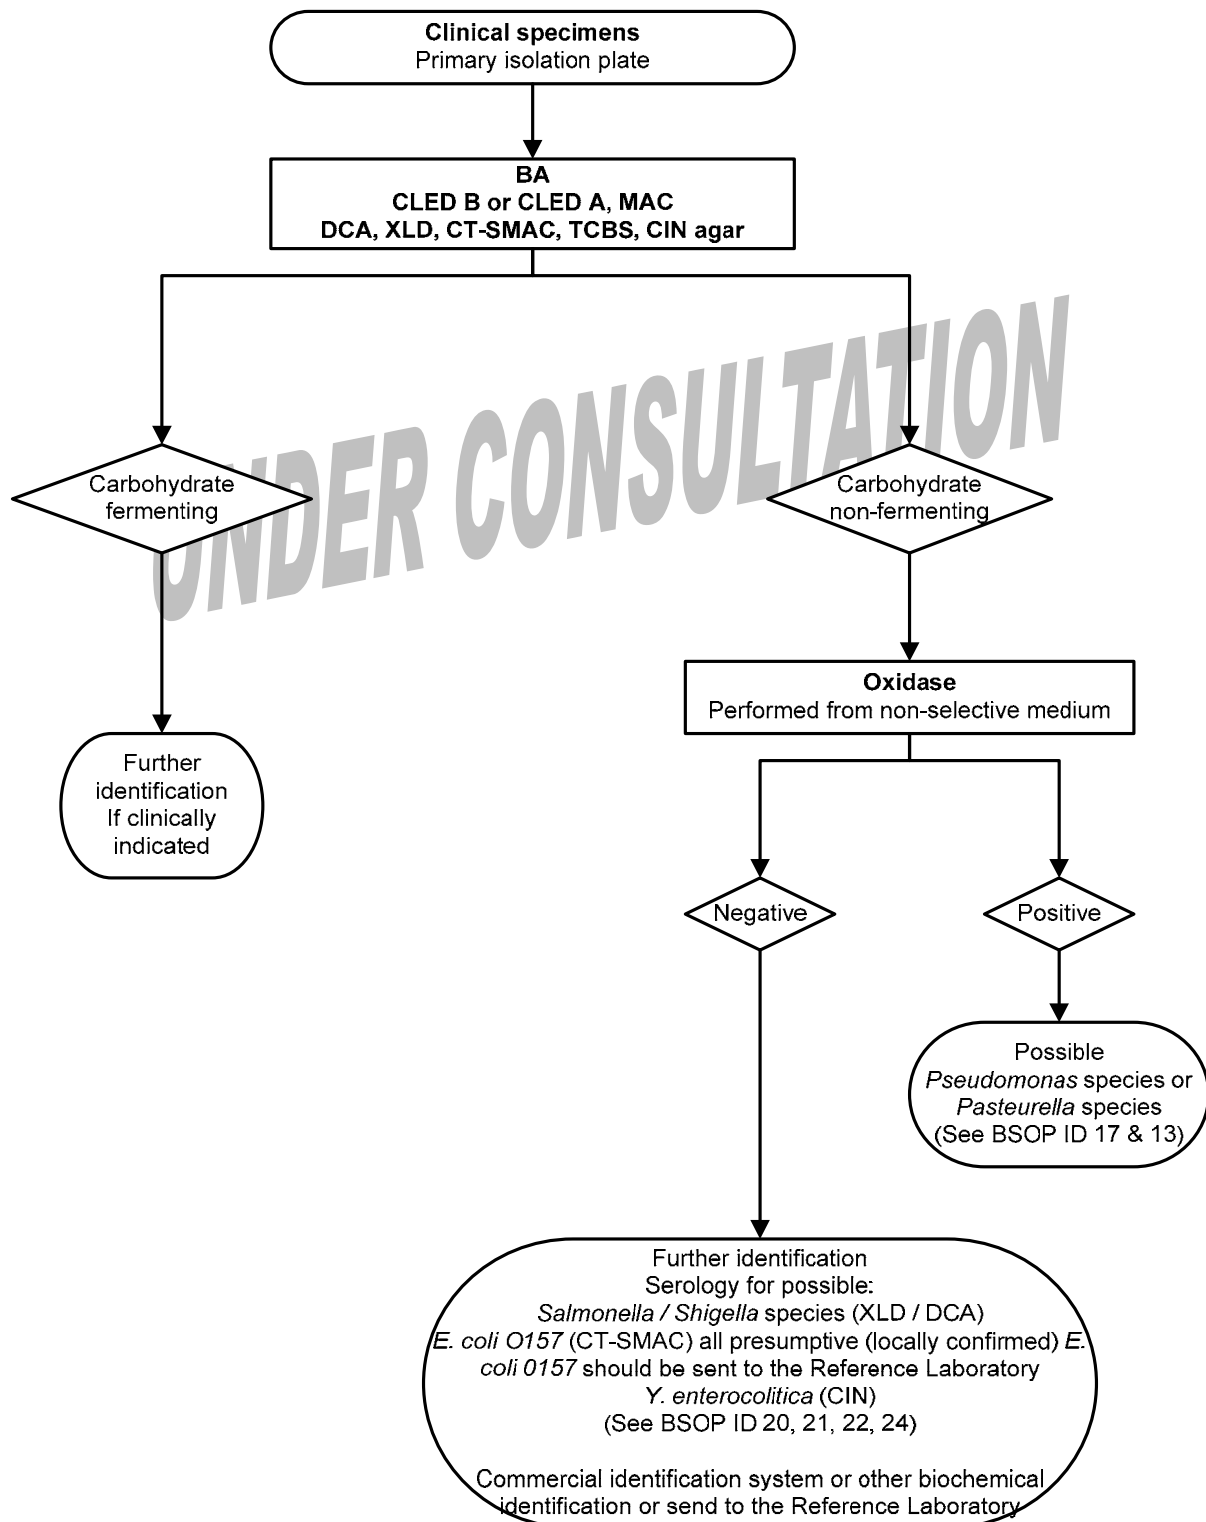 Clinical specimens
Primary isolation plate
BA
CLED B or CLED A, MAC
DCA, XLD, CT-SMAC, TCBS, CIN agar
UNDER CONSULTATION
Carbohydrate
fermenting
Carbohydrate
non-fermenting
Oxidase
Performed from non-selective medium
Further
identification
If clinically
indicated
Negative
Positive
Possible
Pseudomonas species or
Pasteurella species
(See BSOP ID 17 & 13)
Further identification
Serology for possible:
Salmonella / Shigella species (XLD / DCA)
E. coli O157 (CT-SMAC) all presumptive (locally confirmed) E.
coli 0157 should be sent to the Reference Laboratory
Y. enterocolitica (CIN)
(See BSOP ID 20, 21, 22, 24)
Commercial identification system or other biochemical
identification or send to the Reference Laboratory